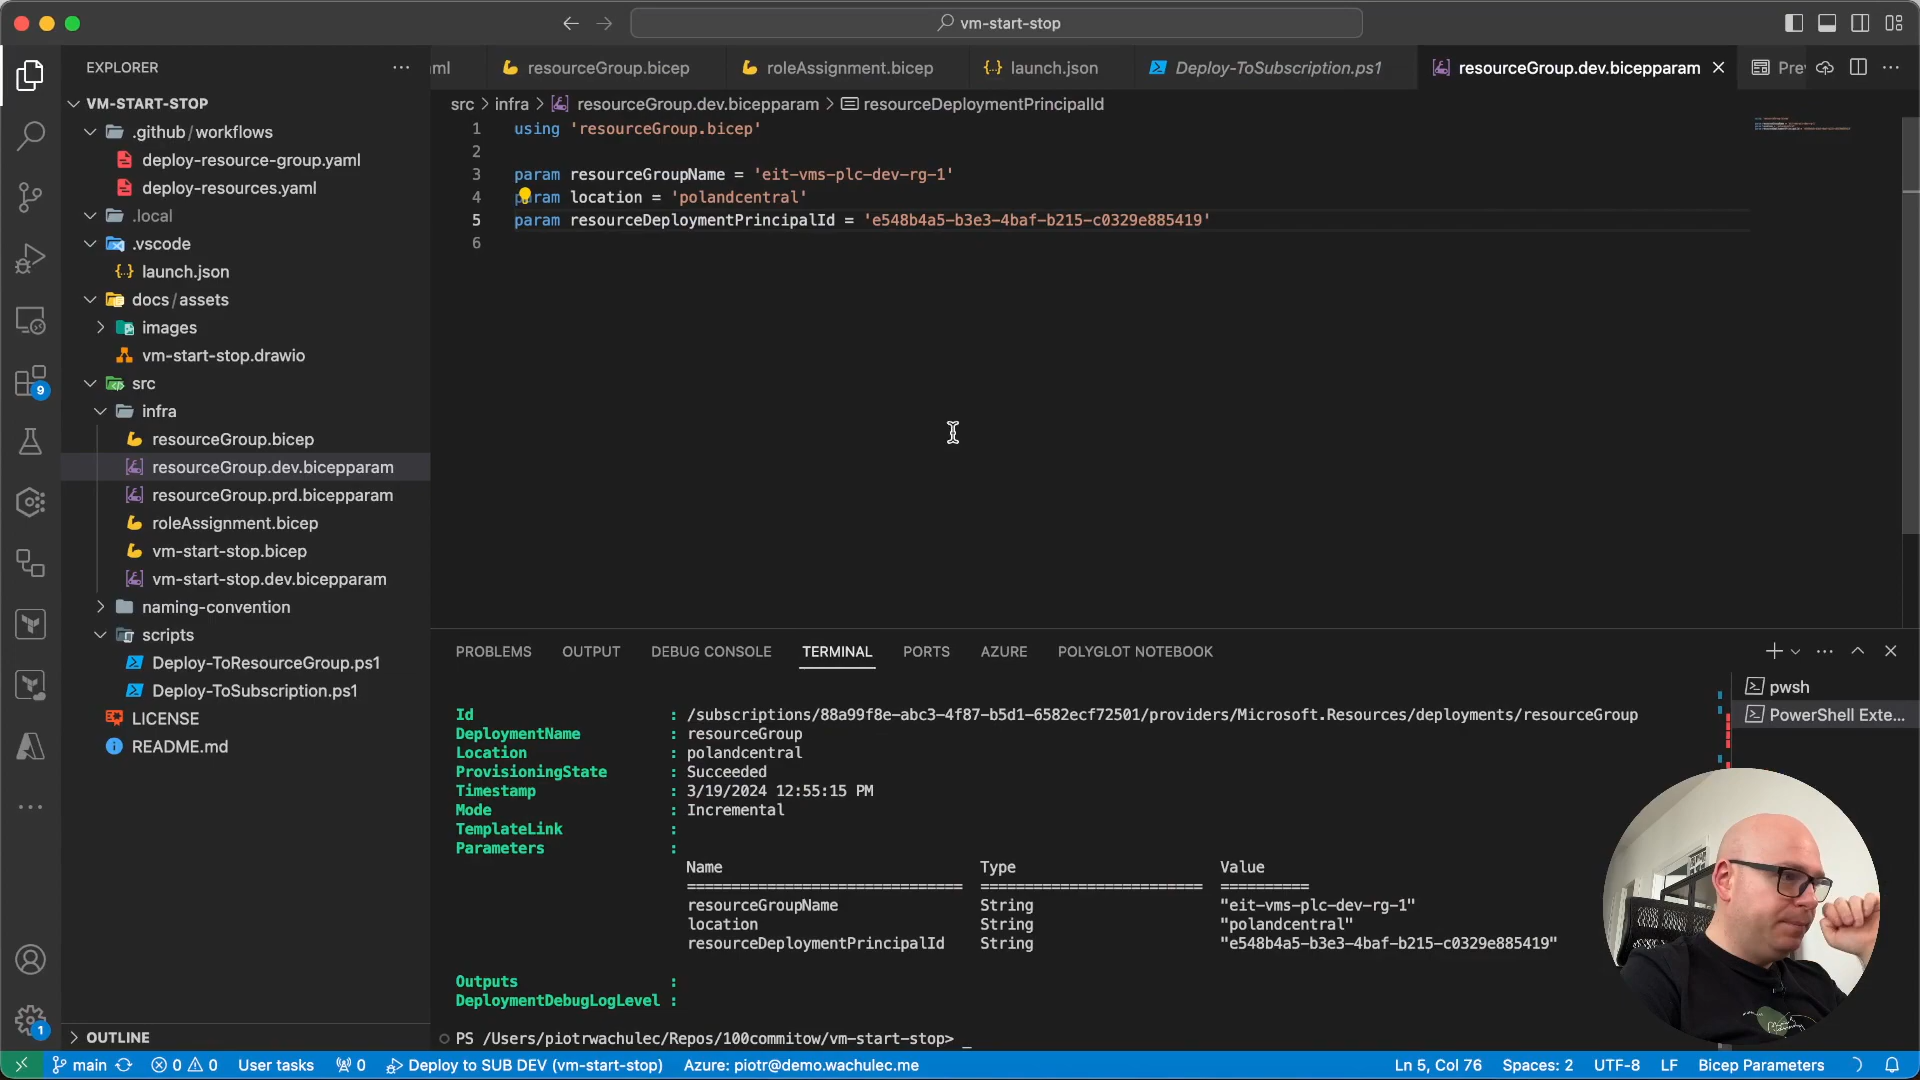 vm-start-stop
EXPLORER
VM-START-STOP
.github/workflows
deploy-resource-group.yaml
deploy-resources.yaml
.local
.vscode
launch.json
docs/assets
images
vm-start-stop.drawio
src
infra
resourceGroup.bicep
resourceGroup.dev.bicepparam
resourceGroup.prd.bicepparam
roleAssignment.bicep
vm-start-stop.bicep
vm-start-stop.dev.bicepparam
naming-convention
scripts
Deploy-ToResourceGroup.ps1
Deploy-ToSubscription.ps1
LICENSE
README.md
OUTLINE
9
1
ml resourceGroup.bicep roleAssignment.bicep launch.json Deploy-ToSubscription.ps1 resourceGroup.dev.bicepparam Pre
src > infra > resourceGroup.dev.bicepparam > resourceDeploymentPrincipalId
1 using 'resourceGroup.bicep'
2
3 param resourceGroupName = 'eit-vms-plc-dev-rg-1'
4 param location = 'polandcentral'
5 param resourceDeploymentPrincipalId = 'e548b4a5-b3e3-4baf-b215-c0329e885419'
6
PROBLEMS OUTPUT DEBUG CONSOLE TERMINAL PORTS AZURE POLYGLOT NOTEBOOK
pwsh
PowerShell Exte...
Id : /subscriptions/88a99f8e-abc3-4f87-b5d1-6582ecf72501/providers/Microsoft.Resources/deployments/resourceGroup
DeploymentName : resourceGroup
Location : polandcentral
ProvisioningState : Succeeded
Timestamp : 3/19/2024 12:55:15 PM
Mode : Incremental
TemplateLink :
Parameters :
Name Type Value
=============================== ========================= ==========
resourceGroupName String "eit-vms-plc-dev-rg-1"
location String "polandcentral"
resourceDeploymentPrincipalId String "e548b4a5-b3e3-4baf-b215-c0329e885419"
Outputs :
DeploymentDebugLogLevel :
PS /Users/piotrwachulec/Repos/100commitow/vm-start-stop> _
main 0 0 User tasks 0 Deploy to SUB DEV (vm-start-stop) Azure: piotr@demo.wachulec.me Ln 5, Col 76 Spaces: 2 UTF-8 LF Bicep Parameters